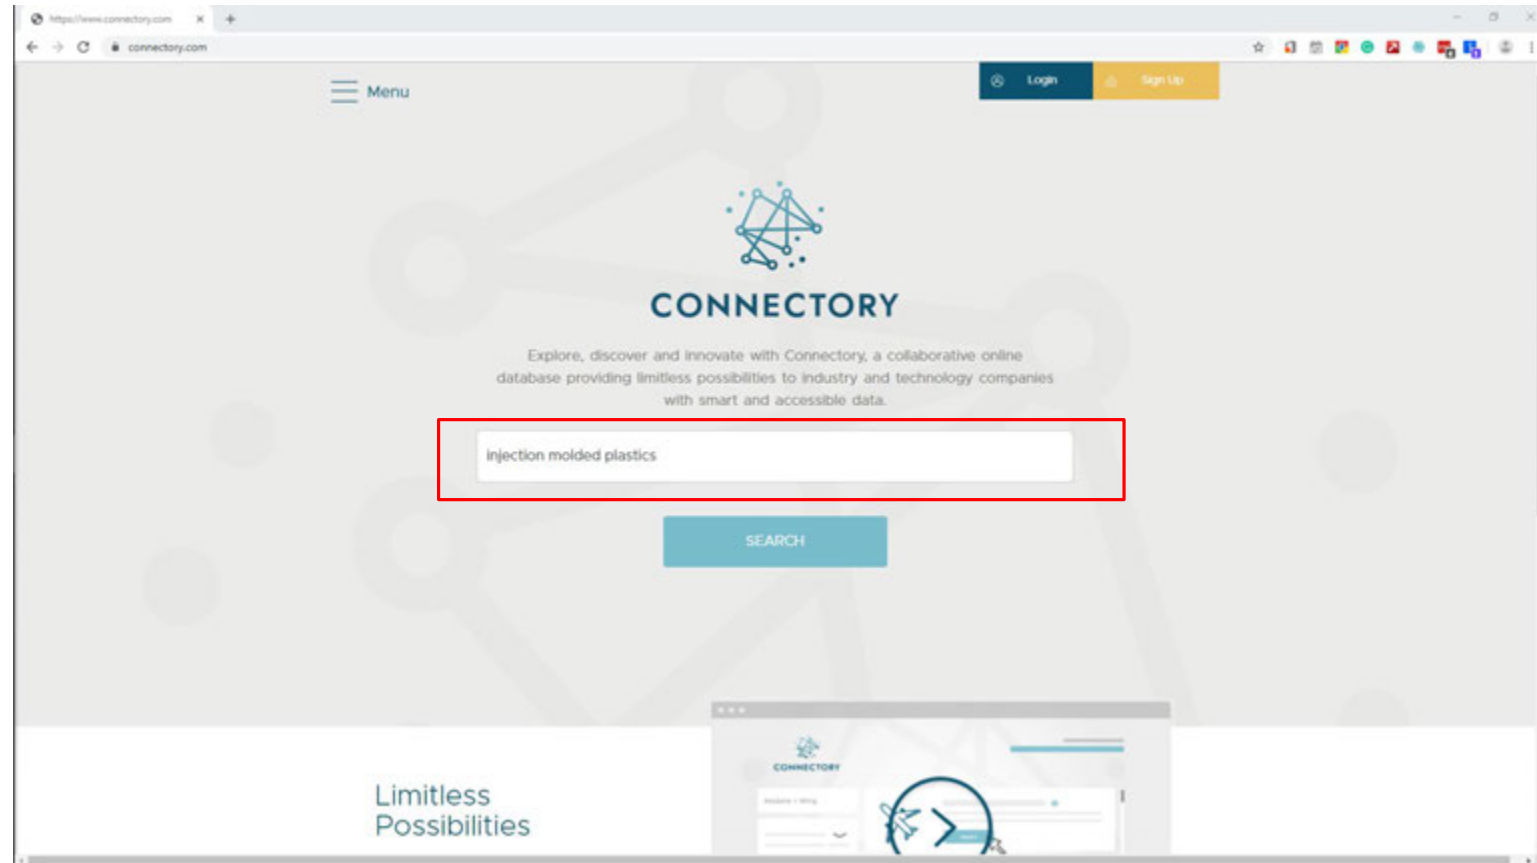 https://www.connectory.com
connectory.com
Menu
Login
Sign Up
CONNECTORY
Explore, discover and innovate with Connectory, a collaborative online
database providing limitless possibilities to industry and technology companies
with smart and accessible data.
injection molded plastics
SEARCH
CONNECTORY
Limitless
Possibilities